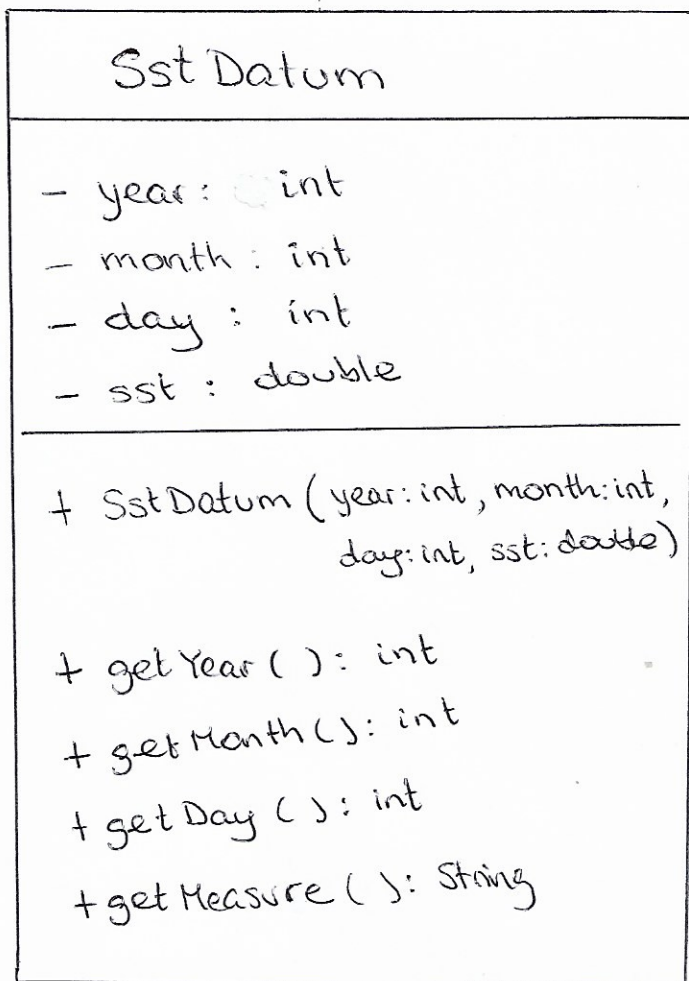 SstDatum
- year: int
- month: int
- day: int
- sst: double
+ SstDatum (year:int, month:int,
day:int, sst:double)
+ getYear( ): int
+ getMonth(): int
+ getDay (): int
+ getMeasure( ): String